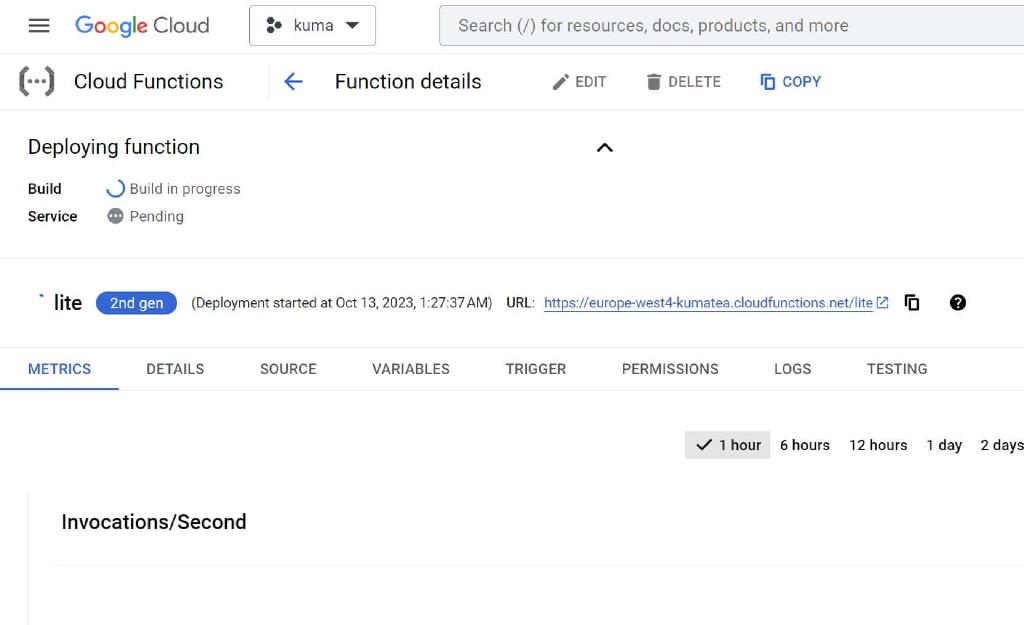 Google Cloud kuma Search (/) for resources, docs, products, and more
Cloud Functions Function details EDIT DELETE COPY
Deploying function
Build Build in progress
Service Pending
lite 2nd gen (Deployment started at Oct 13, 2023, 1:27:37 AM) URL: https://europe-west4-kumatea.cloudfunctions.net/lite
METRICS DETAILS SOURCE VARIABLES TRIGGER PERMISSIONS LOGS TESTING
1 hour 6 hours 12 hours 1 day 2 days
Invocations/Second